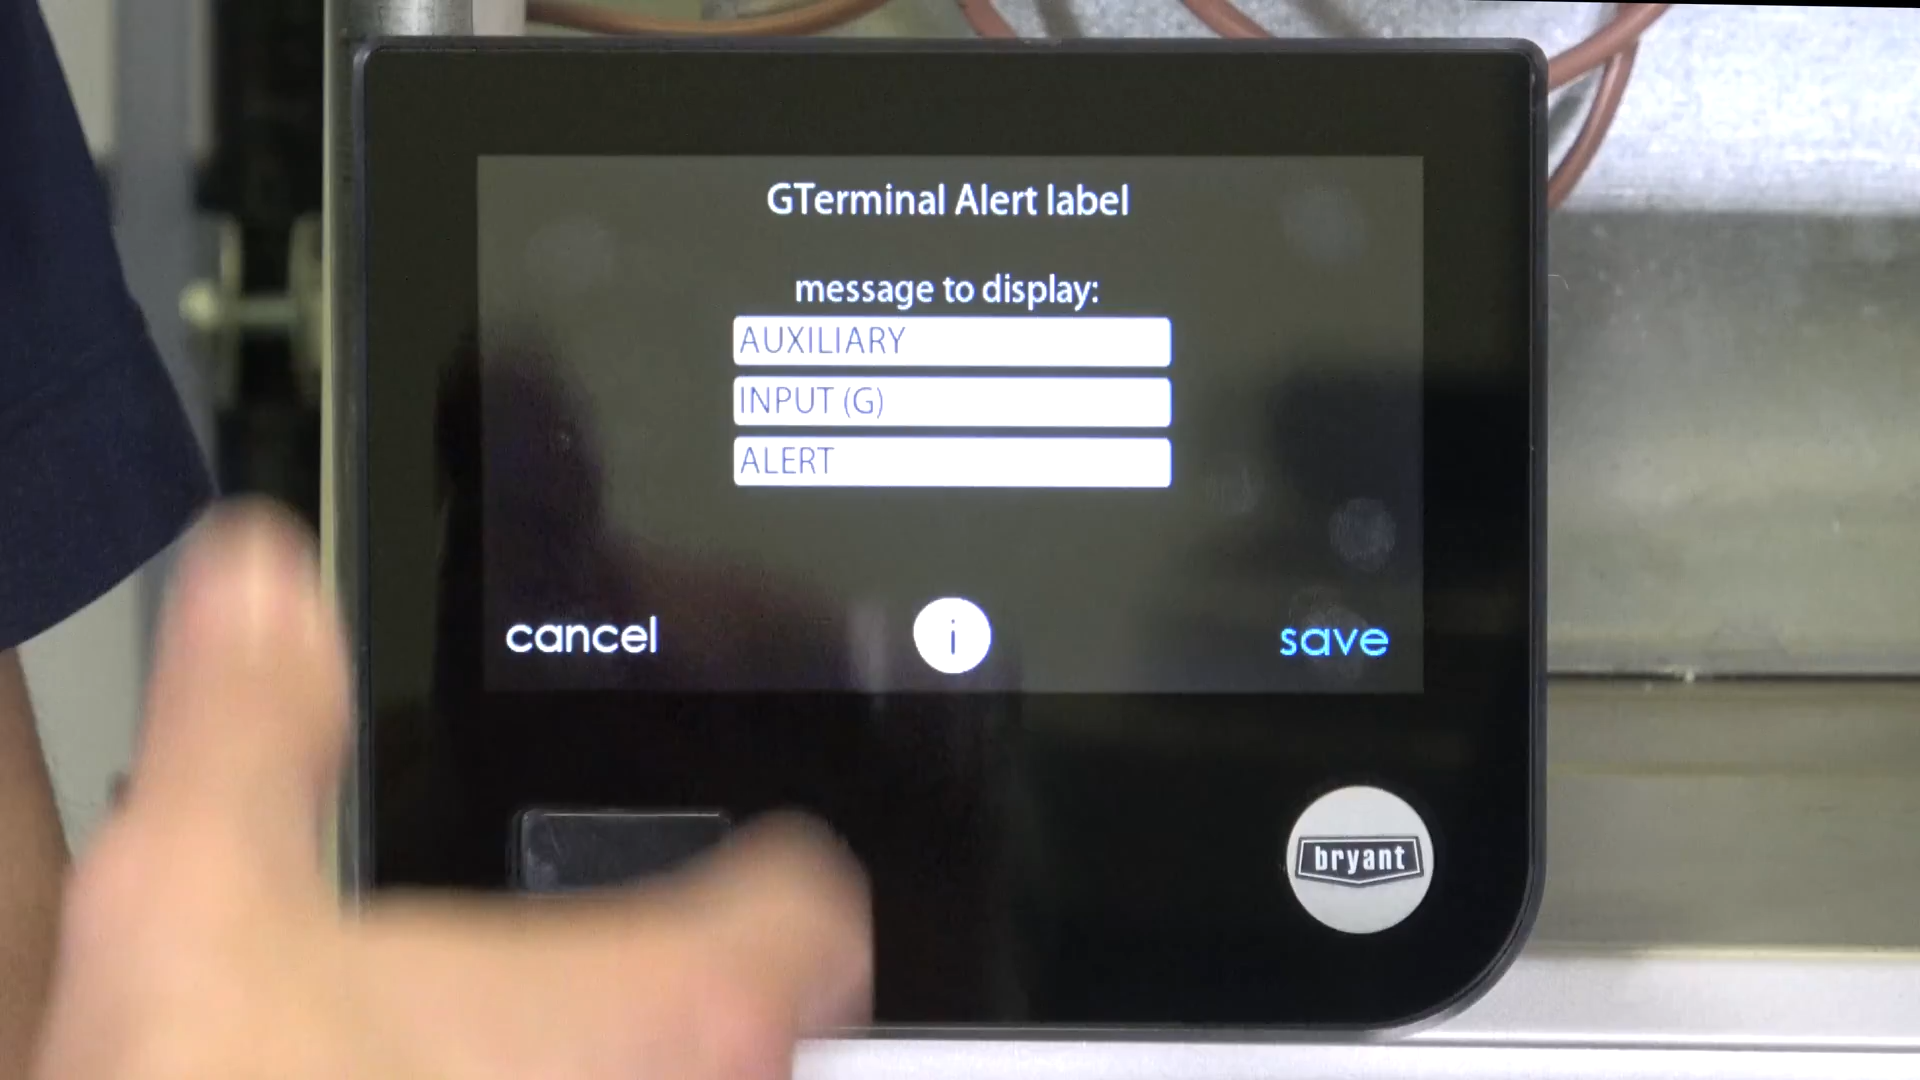 GTerminal Alert label
message to display:
AUXILIARY
INPUT (G)
ALERT
cancel
i
save
bryant